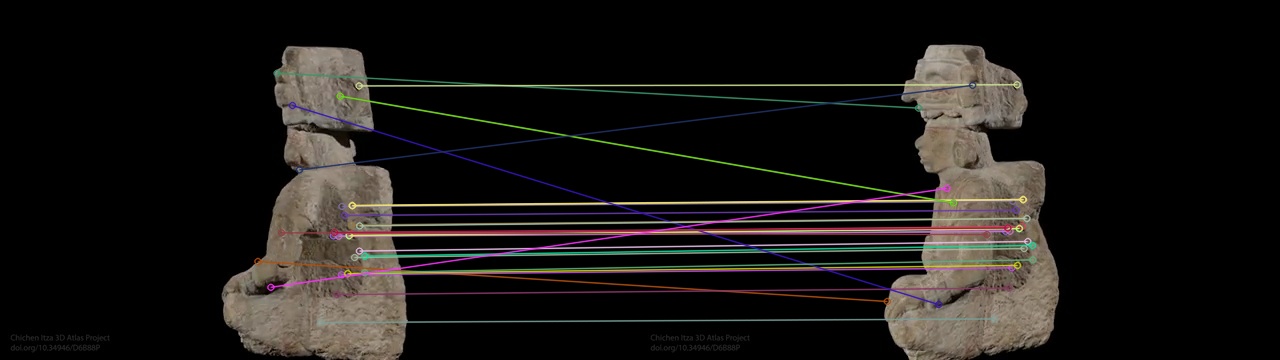 Chichen Itza 3D Atlas Project
doi.org/10.34946/D6B88P
Chichen Itza 3D Atlas Project
doi.org/10.34946/D6B88P